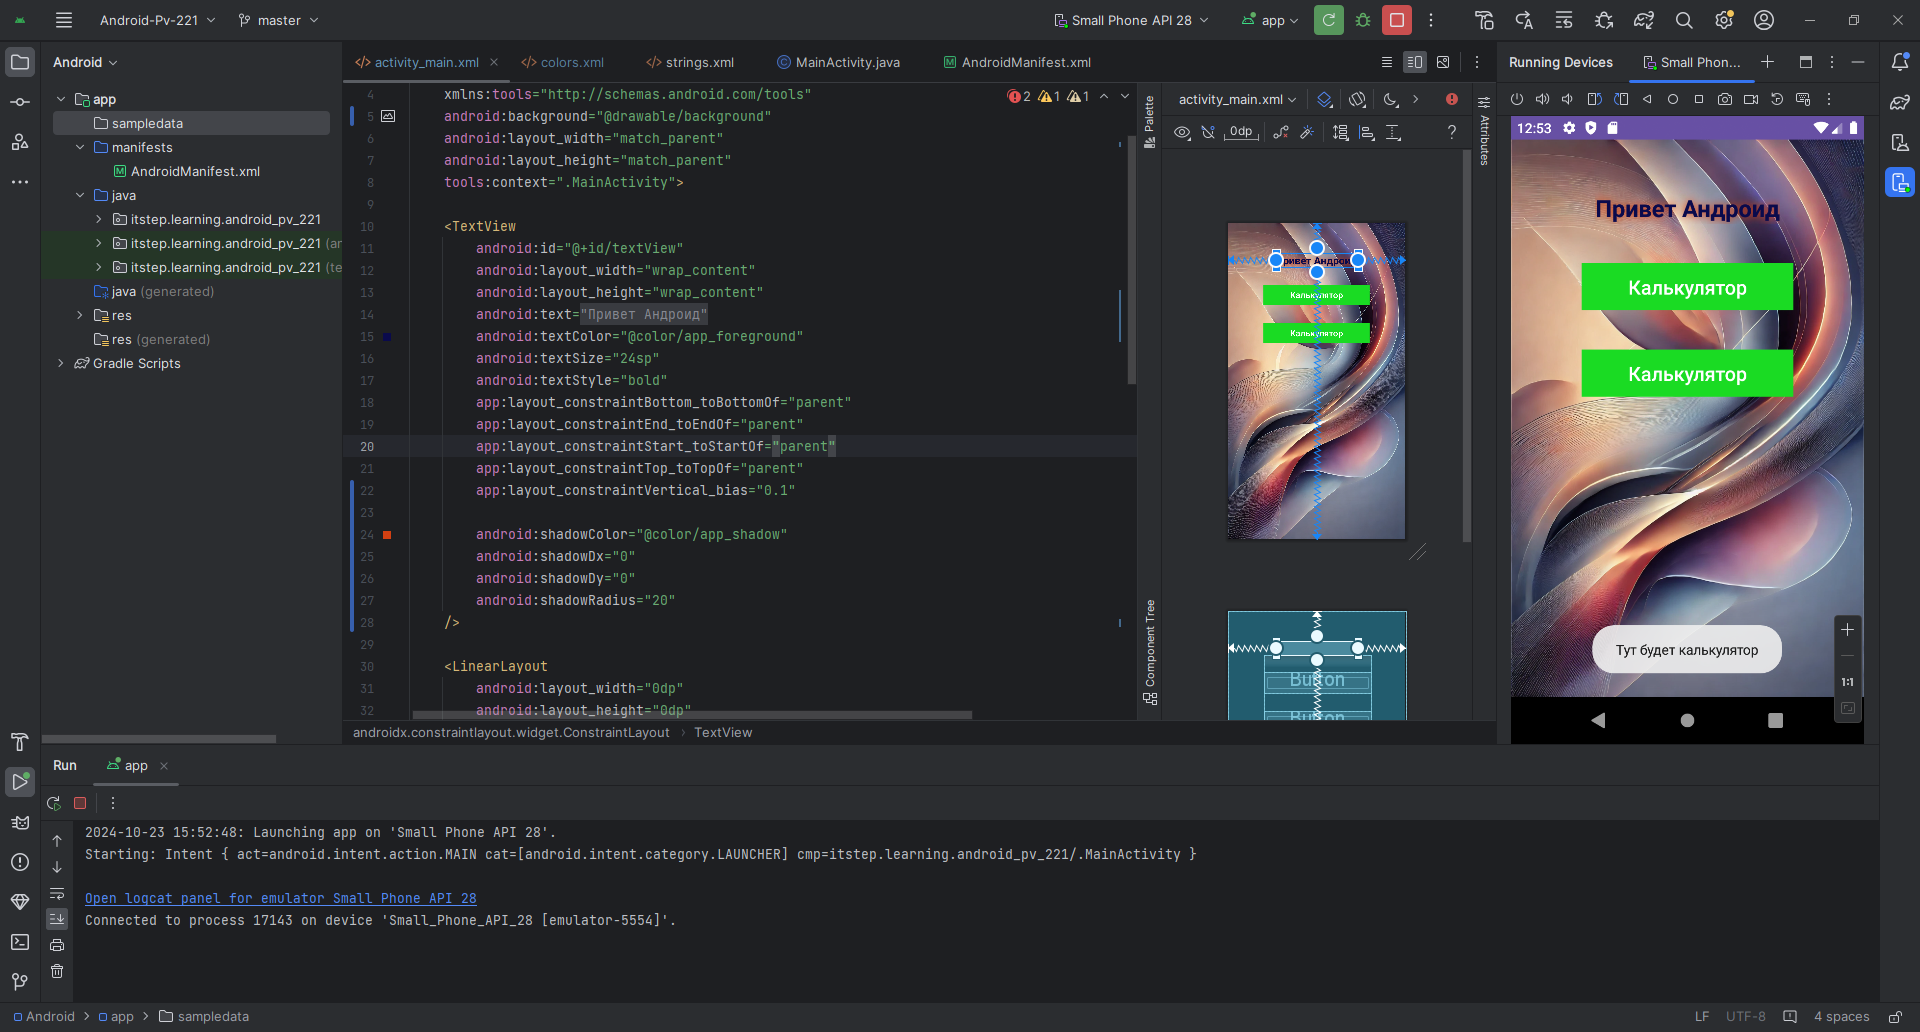 Android-Pv-221
master
Small Phone API 28
app
Android
activity_main.xml
colors.xml
strings.xml
MainActivity.java
AndroidManifest.xml
Running Devices
Small Phon...
app
sampledata
manifests
AndroidManifest.xml
java
itstep.learning.android_pv_221
itstep.learning.android_pv_221 (ar
itstep.learning.android_pv_221 (te
java (generated)
res
res (generated)
Gradle Scripts
2 1 1
4 xmlns:tools="http://schemas.android.com/tools"
5 android:background="@drawable/background"
6 android:layout_width="match_parent"
7 android:layout_height="match_parent"
8 tools:context=".MainActivity">
9
10 <TextView
11 android:id="@+id/textView"
12 android:layout_width="wrap_content"
13 android:layout_height="wrap_content"
14 android:text="Привет Андроид"
15 android:textColor="@color/app_foreground"
16 android:textSize="24sp"
17 android:textStyle="bold"
18 app:layout_constraintBottom_toBottomOf="parent"
19 app:layout_constraintEnd_toEndOf="parent"
20 app:layout_constraintStart_toStartOf="parent"
21 app:layout_constraintTop_toTopOf="parent"
22 app:layout_constraintVertical_bias="0.1"
23
24 android:shadowColor="@color/app_shadow"
25 android:shadowDx="0"
26 android:shadowDy="0"
27 android:shadowRadius="20"
28 />
29
30 <LinearLayout
31 android:layout_width="0dp"
32 android:layout_height="0dp"
androidx.constraintlayout.widget.ConstraintLayout › TextView
Palette
Component Tree
activity_main.xml
0dp
?
Attributes
Калькулятор
Калькулятор
Button
Button
12:53
Привет Андроид
Калькулятор
Калькулятор
Тут будет калькулятор
1:1
Run
app
2024-10-23 15:52:48: Launching app on 'Small Phone API 28'.
Starting: Intent { act=android.intent.action.MAIN cat=[android.intent.category.LAUNCHER] cmp=itstep.learning.android_pv_221/.MainActivity }
Open logcat panel for emulator Small Phone API 28
Connected to process 17143 on device 'Small_Phone_API_28 [emulator-5554]'.
Android > app > sampledata
LF UTF-8 4 spaces